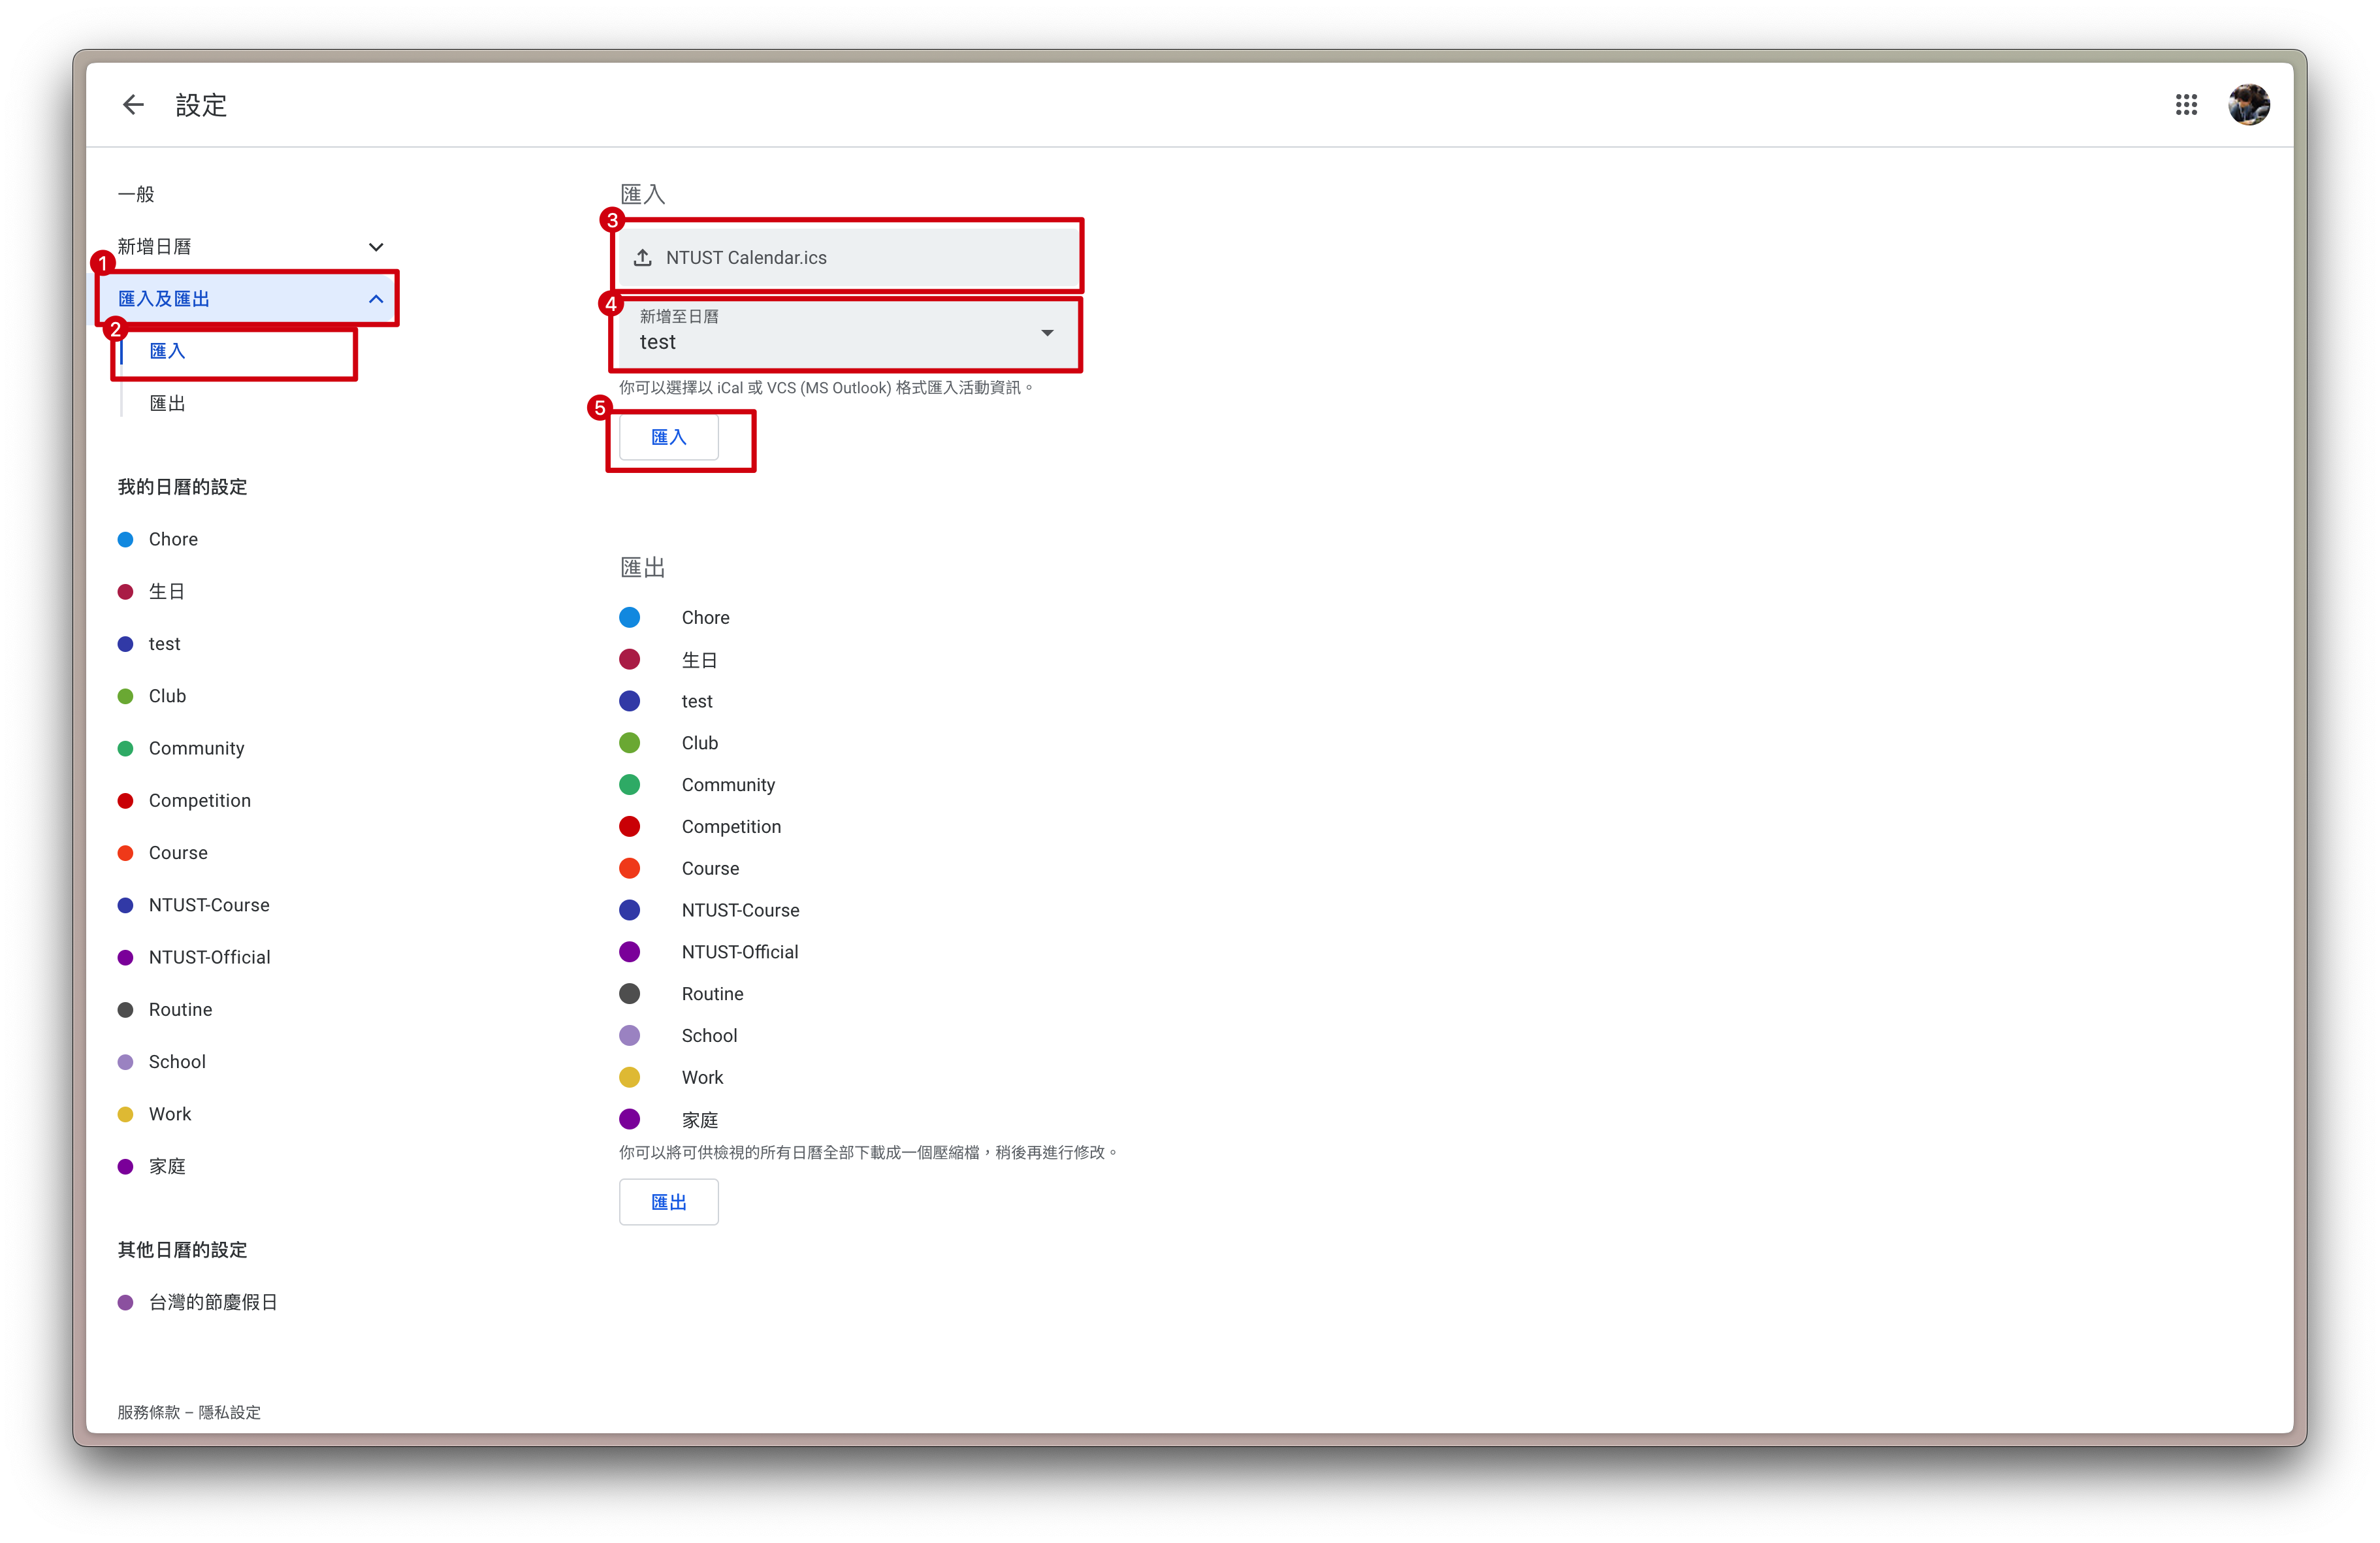 設定
一般
新增日曆
1
匯入及匯出
2
匯入
匯出
我的日曆的設定
Chore
生日
test
Club
Community
Competition
Course
NTUST-Course
NTUST-Official
Routine
School
Work
家庭
其他日曆的設定
台灣的節慶假日
服務條款 – 隱私設定
匯入
3
NTUST Calendar.ics
4
新增至日曆
test
你可以選擇以 iCal 或 VCS (MS Outlook) 格式匯入活動資訊。
5
匯入
匯出
Chore
生日
test
Club
Community
Competition
Course
NTUST-Course
NTUST-Official
Routine
School
Work
家庭
你可以將可供檢視的所有日曆全部下載成一個壓縮檔，稍後再進行修改。
匯出